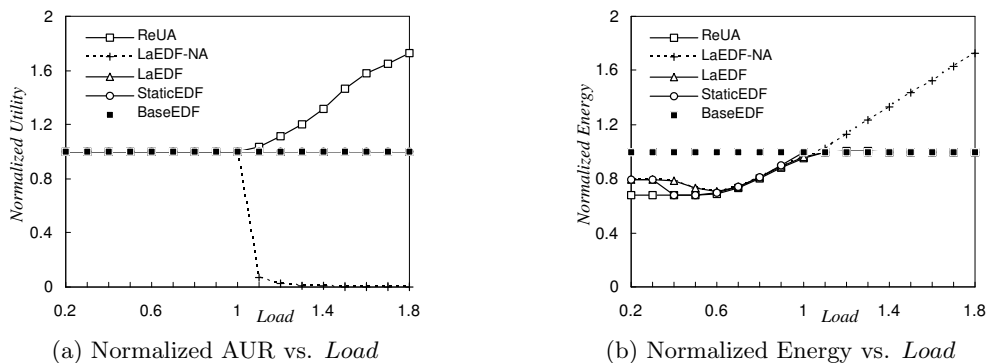 2
1.6
1.2
0.8
0.4
0
Normalized Utility
ReUA
LaEDF-NA
LaEDF
StaticEDF
BaseEDF
0.2
0.6
1
1.4
1.8
Load
(a) Normalized AUR vs. Load
2
1.6
1.2
0.8
0.4
0
Normalized Energy
ReUA
LaEDF-NA
LaEDF
StaticEDF
BaseEDF
0.2
0.6
1
1.4
1.8
Load
(b) Normalized Energy vs. Load